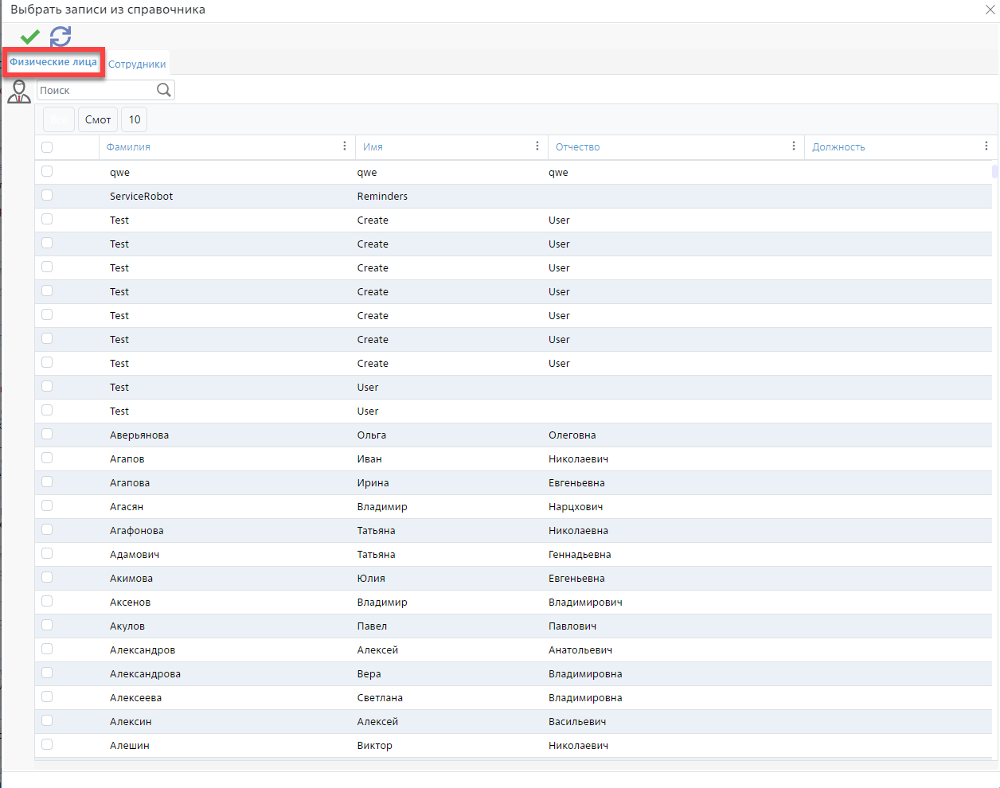 Выбрать записи из справочника
Физические лица Сотрудники
Поиск
Все Смот 10
Фамилия Имя Отчество Должность
qwe qwe qwe
ServiceRobot Reminders
Test Create User
Test Create User
Test Create User
Test Create User
Test Create User
Test Create User
Test Create User
Test User
Test User
Аверьянова Ольга Олеговна
Агапов Иван Николаевич
Агапова Ирина Евгеньевна
Агасян Владимир Нарцхович
Агафонова Татьяна Николаевна
Адамович Татьяна Геннадьевна
Акимова Юлия Евгеньевна
Аксенов Владимир Владимирович
Акулов Павел Павлович
Александров Алексей Анатольевич
Александрова Вера Владимировна
Алексеева Светлана Владимировна
Алексин Алексей Васильевич
Алешин Виктор Николаевич